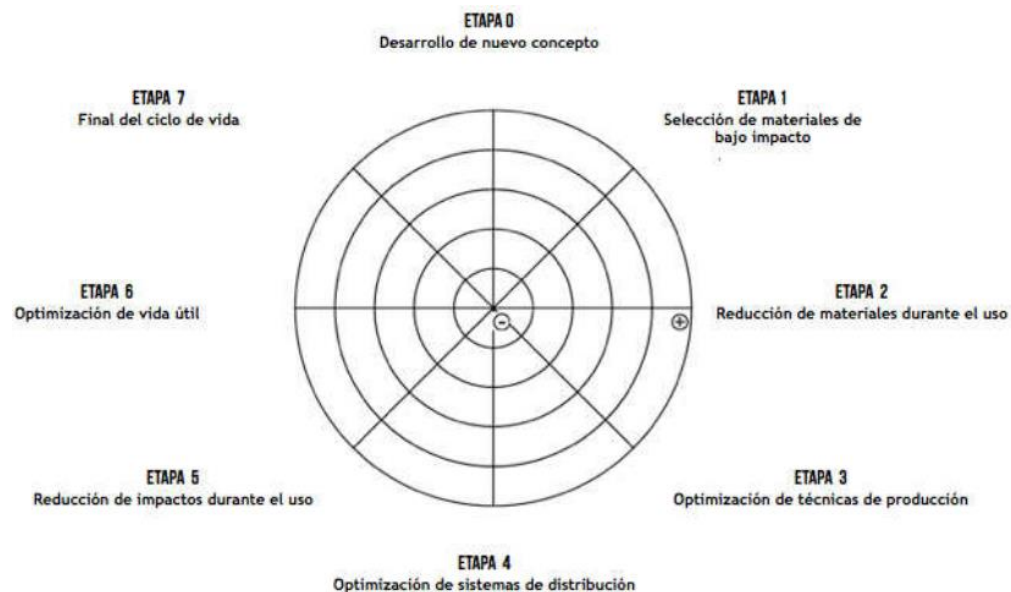 ETAPA 0
Desarrollo de nuevo concepto
ETAPA 1
Selección de materiales de
bajo impacto
ETAPA 2
Reducción de materiales durante el uso
ETAPA 3
Optimización de técnicas de producción
ETAPA 4
Optimización de sistemas de distribución
ETAPA 5
Reducción de impactos durante el uso
ETAPA 6
Optimización de vida útil
ETAPA 7
Final del ciclo de vida
-
+